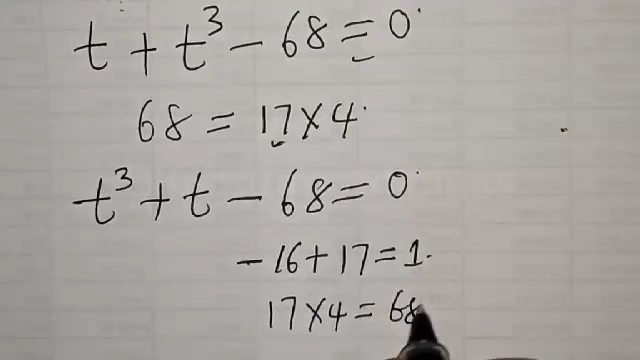 t + t³ - 68 = 0
68 = 17 × 4
t³ + t - 68 = 0
- 16 + 17 = 1
17 × 4 = 68